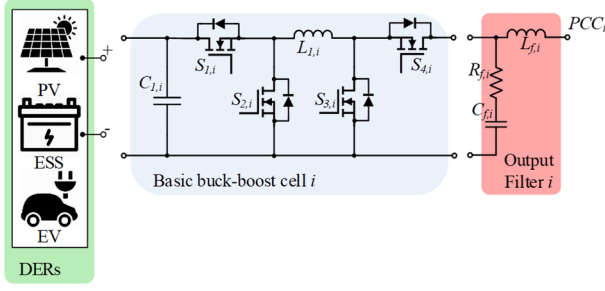 PV
ESS
EV
DERs
+
-
C1,i
S1,i
S2,i
L1,i
S3,i
S4,i
Basic buck-boost cell i
Rf,i
Cf,i
Lf,i
PCCi
Output
Filter i